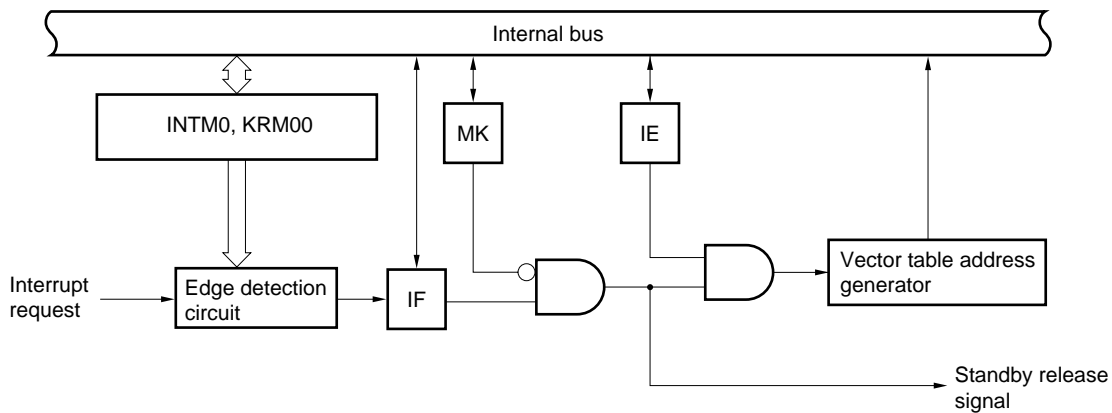 Internal bus
INTM0, KRM00
MK
IE
Interrupt
request
Edge detection
circuit
IF
Vector table address
generator
Standby release
signal